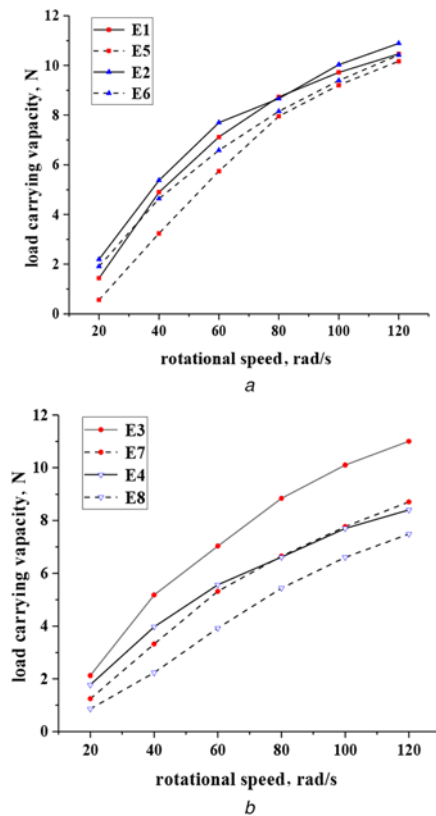 12
10
8
6
4
2
0
load carrying vapacity, N
E1
E5
E2
E6
20 40 60 80 100 120
rotational speed, rad/s
a
12
10
8
6
4
2
0
load carrying vapacity, N
E3
E7
E4
E8
20 40 60 80 100 120
rotational speed, rad/s
b